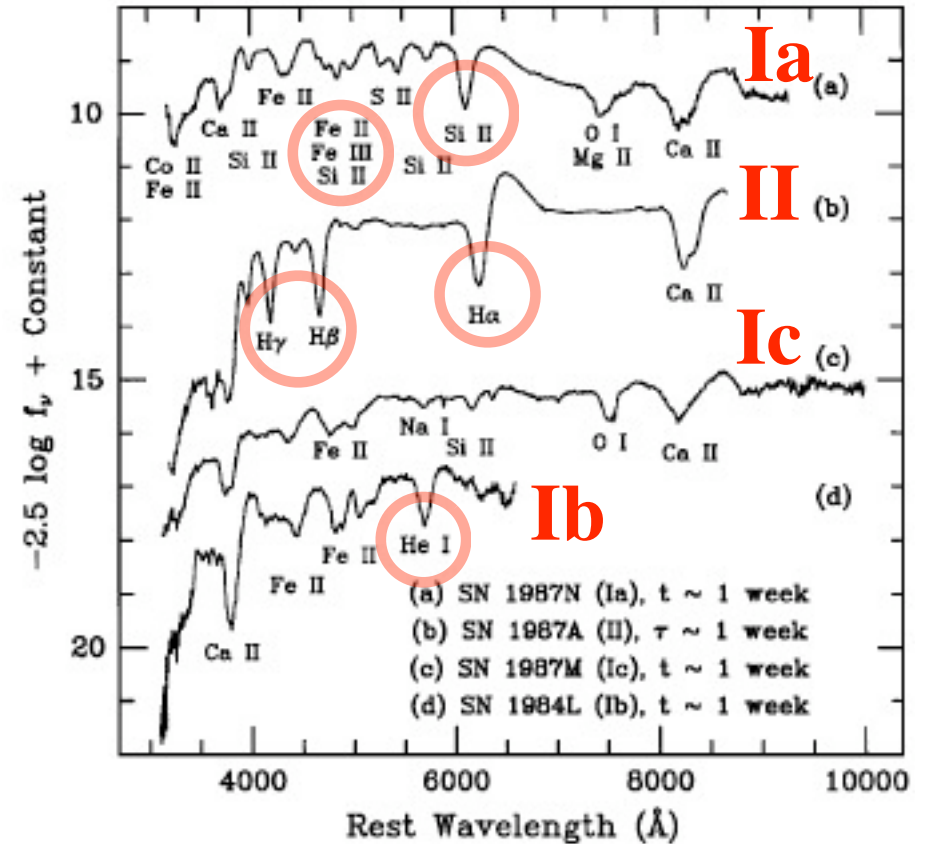 Ia
(a)
10
Fe II
S II
Ca II
Fe II
Si II
O I
Co II
Si II
Fe III
Si II
Mg II
Ca II
Fe II
Si II
II
(b)
Hγ
Hβ
Hα
Ca II
Ic
(c)
15
Na I
Fe II
Si II
O I
Ca II
(d)
Ib
He I
Fe II
Fe II
Ca II
20
(a) SN 1987N (Ia), t ~ 1 week
(b) SN 1987A (II), τ ~ 1 week
(c) SN 1987M (Ic), t ~ 1 week
(d) SN 1984L (Ib), t ~ 1 week
−2.5 log fν + Constant
4000 6000 8000 10000
Rest Wavelength (Å)